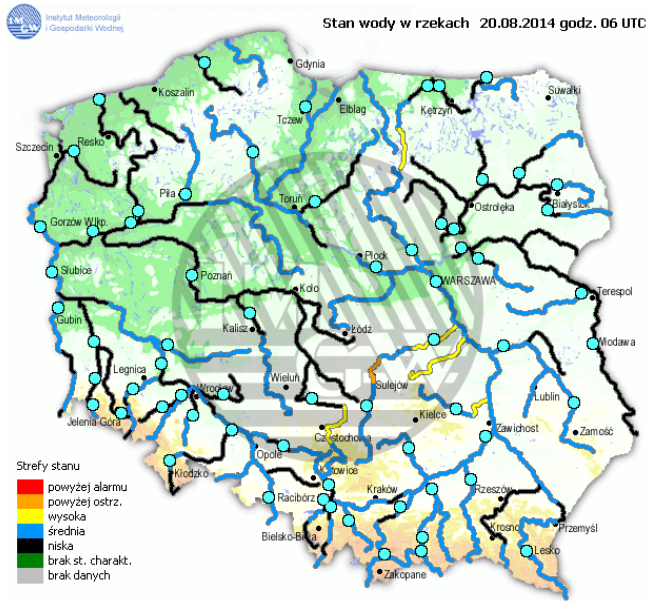 Instytut Meteorologii
i Gospodarki Wodnej
Stan wody w rzekach 20.08.2014 godz. 06 UTC
Gdynia
Koszalin
Suwałki
Elbląg
Kętrzyn
Tczew
Resko
Szczecin
Piła
Toruń
Ostrołęka
Białystok
Gorzów Wlkp.
Płock
Słubice
Poznań
WARSZAWA
Koło
Terespol
Gubin
Kalisz
Łódź
Włodawa
Legnica
Wieluń
Sulejów
Wrocław
Lublin
Jelenia Góra
Kielce
Zawichost
Częstochowa
Zamość
Opole
Strefy stanu
Kłodzko
Katowice
powyżej alarmu
Racibórz
Kraków
Rzeszów
powyżej ostrz.
wysoka
średnia
Bielsko-Biała
Krosno
Przemyśl
niska
Lesko
brak st. charakt.
Zakopane
brak danych